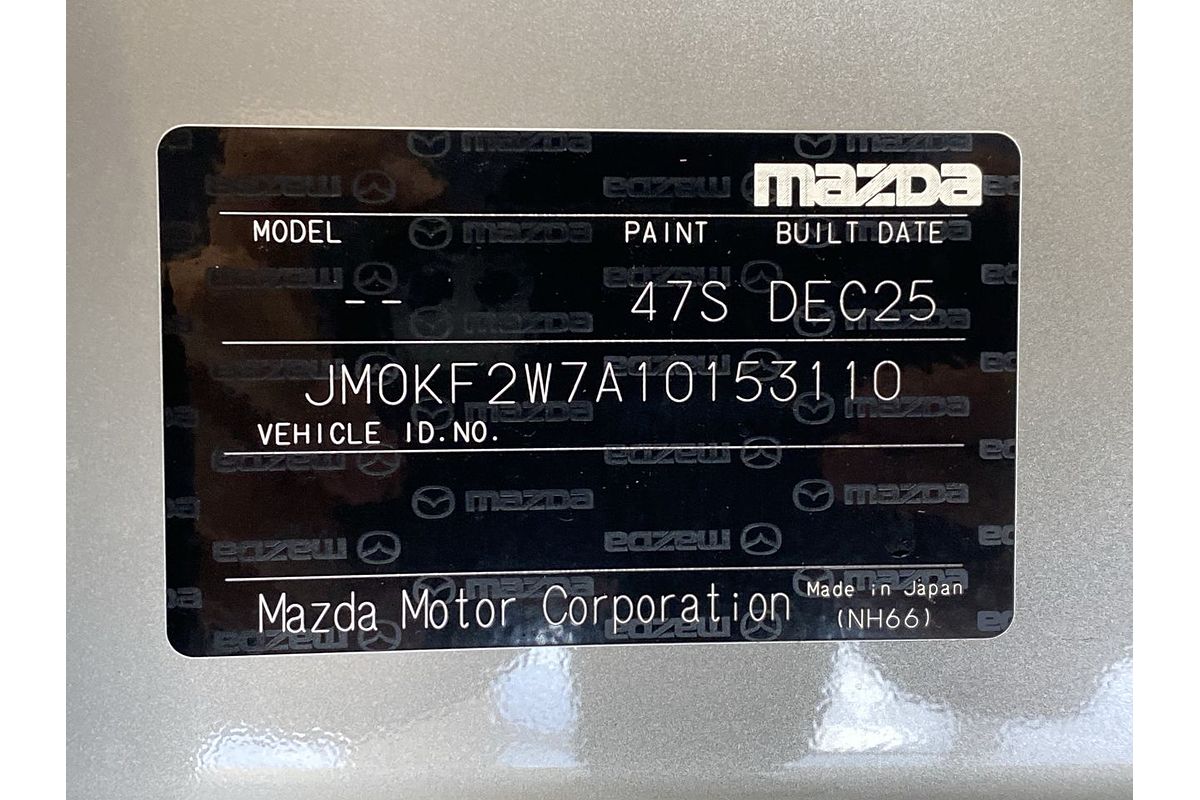 mazda
MODEL PAINT BUILT DATE
-- 47S DEC25
JM0KF2W7A10153110
VEHICLE ID.NO.
Mazda Motor Corporation Made in Japan
(NH66)